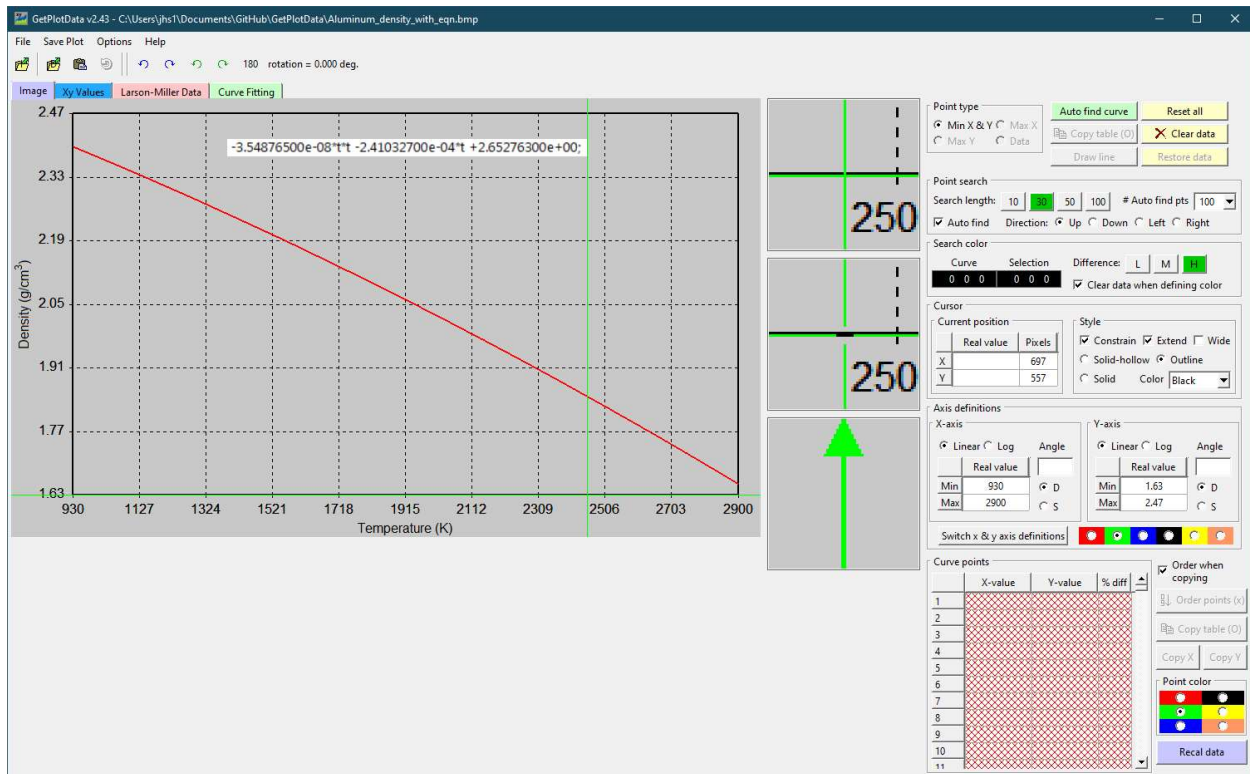 GetPlotData v2.43 - C:\Users\jhs1\Documents\GitHub\GetPlotData\Aluminum_density_with_eqn.bmp
File Save Plot Options Help
180 rotation = 0.000 deg.
Image Xy Values Larson-Miller Data Curve Fitting
2.47
2.33
2.19
2.05
1.91
1.77
1.63
Density (g/cm³)
-3.54876500e-08*t*t -2.41032700e-04*t +2.65276300e+00;
930 1127 1324 1521 1718 1915 2112 2309 2506 2703 2900
Temperature (K)
250
250
Point type
Min X & Y Max X
Max Y Data
Auto find curve Reset all
Copy table (O) Clear data
Draw line Restore data
Point search
Search length: 10 30 50 100 # Auto find pts 100
Auto find Direction: Up Down Left Right
Search color
Curve Selection Difference: L M H
0 0 0 0 0 0 Clear data when defining color
Cursor
Current position
Real value Pixels
X 697
Y 557
Style
Constrain Extend Wide
Solid-hollow Outline
Solid Color Black
Axis definitions
X-axis
Linear Log Angle
Real value
Min 930 D
Max 2900 S
Y-axis
Linear Log Angle
Real value
Min 1.63 D
Max 2.47 S
Switch x & y axis definitions
Curve points
X-value Y-value % diff
1
2
3
4
5
6
7
8
9
10
11
Order when
copying
Order points (x)
Copy table (O)
Copy X Copy Y
Point color
Recal data